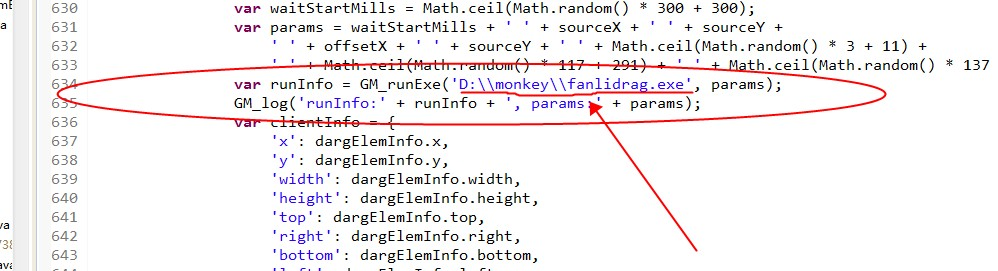 630 var waitStartMills = Math.ceil(Math.random() * 300 + 300);
631 var params = waitStartMills + ' ' + sourceX + ' ' + sourceY +
632 ' ' + offsetX + ' ' + sourceY + ' ' + Math.ceil(Math.random() * 3 + 11) +
633 ' ' + Math.ceil(Math.random() * 117 + 291) + ' ' + Math.ceil(Math.random() * 137
634 var runInfo = GM_runExe('D:\\monkey\\fanlidrag.exe', params);
635 GM_log('runInfo:' + runInfo + ', params:' + params);
636 var clientInfo = {
637 'x': dargElemInfo.x,
638 'y': dargElemInfo.y,
639 'width': dargElemInfo.width,
640 'height': dargElemInfo.height,
641 'top': dargElemInfo.top,
642 'right': dargElemInfo.right,
va
643 'bottom': dargElemInfo.bottom,